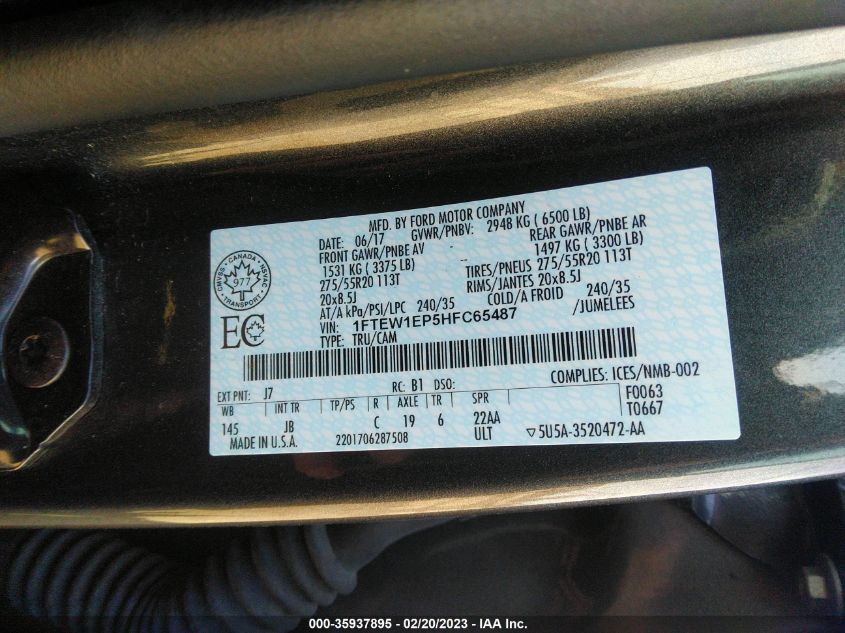 MFD. BY FORD MOTOR COMPANY
DATE: 06/17 GVWR/PNBV: 2948 KG ( 6500 LB)
FRONT GAWR/PNBE AV - REAR GAWR/PNBE AR
1531 KG ( 3375 LB) - 1497 KG ( 3300 LB)
275/55R20 113T TIRES/PNEUS 275/55R20 113T
20x8.5J RIMS/JANTES 20x8.5J
AT/A kPa/PSI/LPC 240/35 COLD/A FROID 240/35
VIN: 1FTEW1EP5HFC65487 /JUMELEES
TYPE: TRU/CAM
CMVSS - CANADA - NSVAC
977
TRANSPORT
EC
EXT PNT: J7 RC: B1 DSO: COMPLIES: ICES/NMB-002
WB INT TR TP/PS R AXLE TR SPR F0063
145 JB C 19 6 22AA T0667
ULT
MADE IN U.S.A. 2201706287508 ▽5U5A-3520472-AA
000-35937895 - 02/20/2023 - IAA Inc.